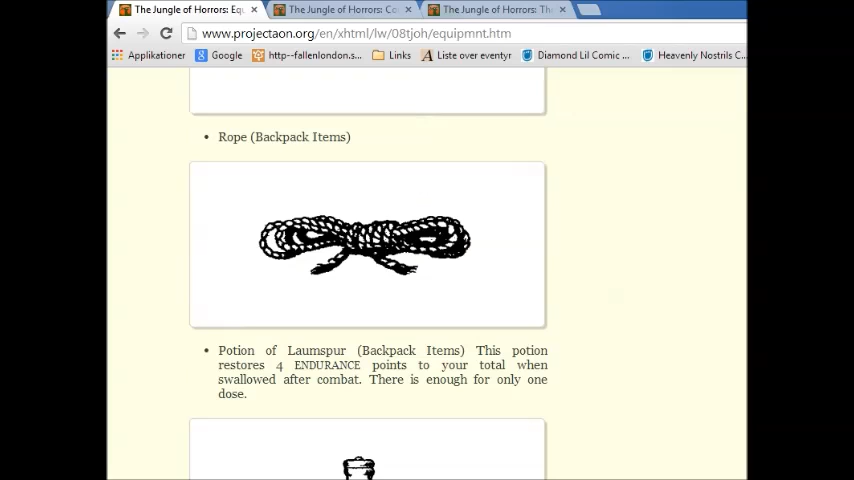 The Jungle of Horrors: Eq
The Jungle of Horrors: Co
The Jungle of Horrors: The
www.projectaon.org/en/xhtml/lw/08tjoh/equipmnt.htm
Applikationer
Google
http--fallenlondon.s...
Links
Liste over eventyr
Diamond Lil Comic ...
Heavenly Nostrils C...
• Rope (Backpack Items)
• Potion of Laumspur (Backpack Items) This potion
restores 4 ENDURANCE points to your total when
swallowed after combat. There is enough for only one
dose.